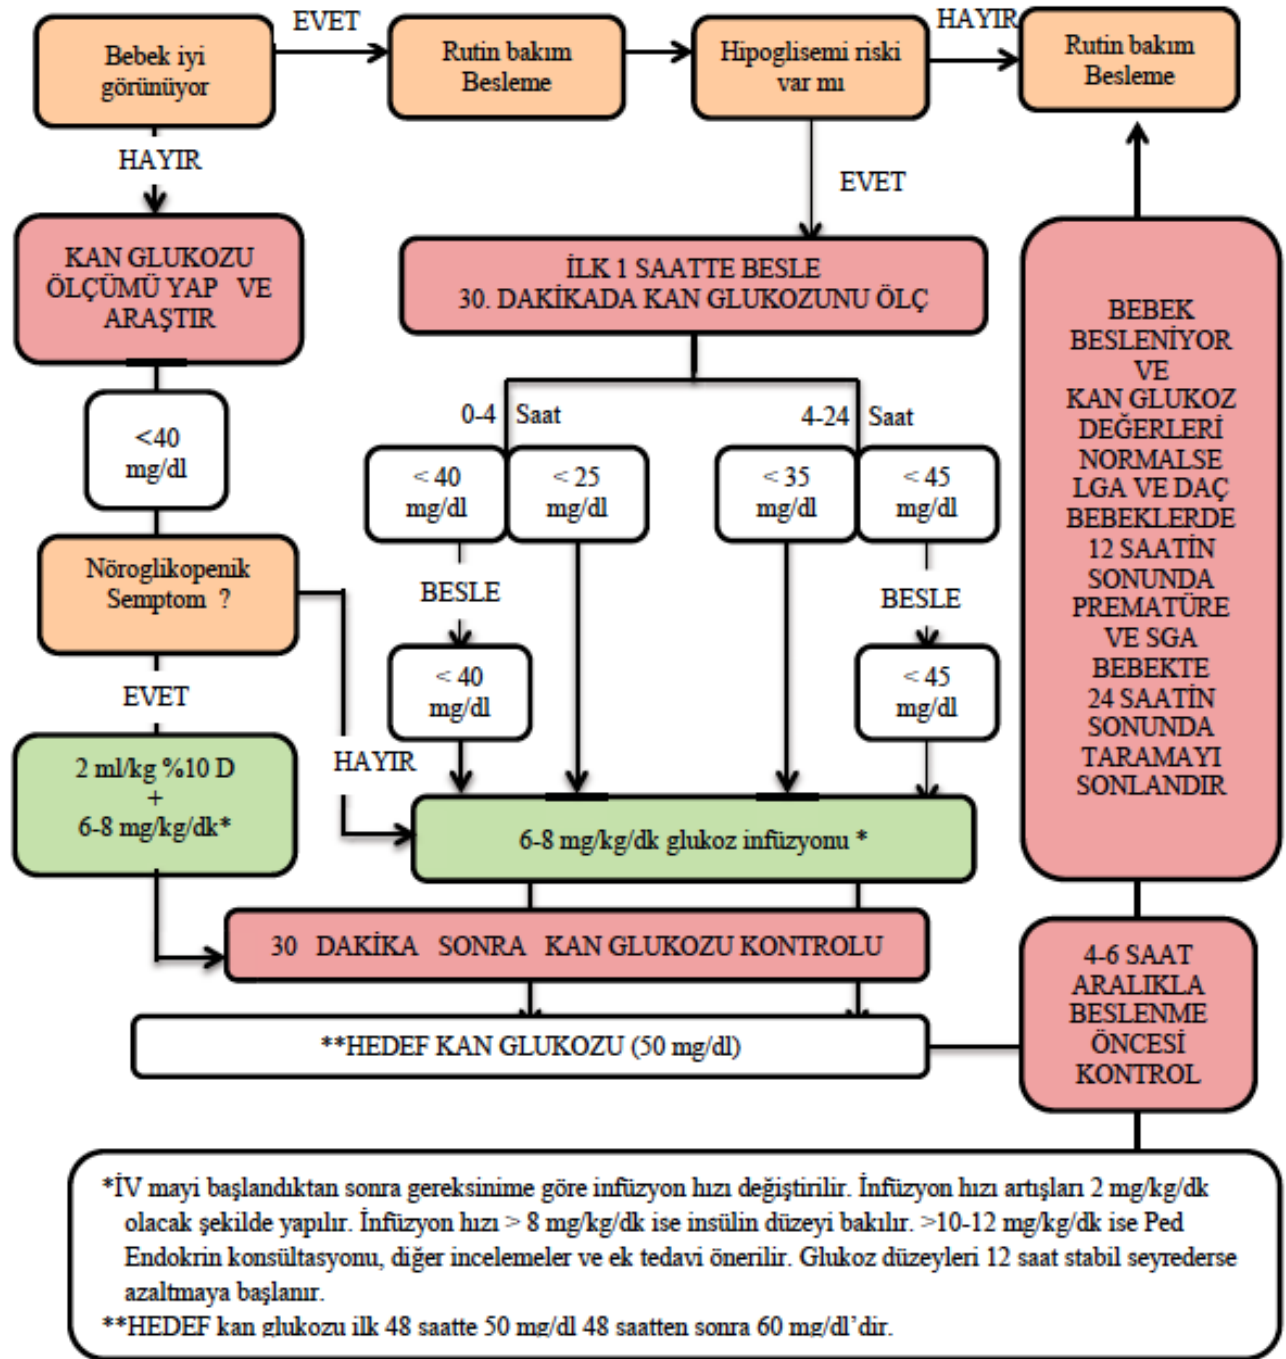 EVET
HAYIR
Bebek iyi
görünüyor
Rutin bakım
Besleme
Hipoglisemi riski
var mı
Rutin bakım
Besleme
HAYIR
EVET
KAN GLUKOZU
ÖLÇÜMÜ YAP VE
ARAŞTIR
İLK 1 SAATTE BESLE
30. DAKİKADA KAN GLUKOZUNU ÖLÇ
<40
mg/dl
0-4 Saat
4-24 Saat
< 40
mg/dl
< 25
mg/dl
< 35
mg/dl
< 45
mg/dl
Nöroglikopenik
Semptom ?
BESLE
BESLE
< 40
mg/dl
< 45
mg/dl
EVET
HAYIR
2 ml/kg %10 D
+
6-8 mg/kg/dk*
6-8 mg/kg/dk glukoz infüzyonu *
30 DAKİKA SONRA KAN GLUKOZU KONTROLU
**HEDEF KAN GLUKOZU (50 mg/dl)
BEBEK
BESLENİYOR
VE
KAN GLUKOZ
DEĞERLERİ
NORMALSE
LGA VE DAÇ
BEBEKLERDE
12 SAATİN
SONUNDA
PREMATÜRE
VE SGA
BEBEKTE
24 SAATİN
SONUNDA
TARAMAYI
SONLANDIR
4-6 SAAT
ARALIKLA
BESLENME
ÖNCESİ
KONTROL
*İV mayi başlandıktan sonra gereksinime göre infüzyon hızı değiştirilir. İnfüzyon hızı artışları 2 mg/kg/dk
olacak şekilde yapılır. İnfüzyon hızı > 8 mg/kg/dk ise insülin düzeyi bakılır. >10-12 mg/kg/dk ise Ped
Endokrin konsültasyonu, diğer incelemeler ve ek tedavi önerilir. Glukoz düzeyleri 12 saat stabil seyrederse
azaltmaya başlanır.
**HEDEF kan glukozu ilk 48 saatte 50 mg/dl 48 saatten sonra 60 mg/dl’dir.